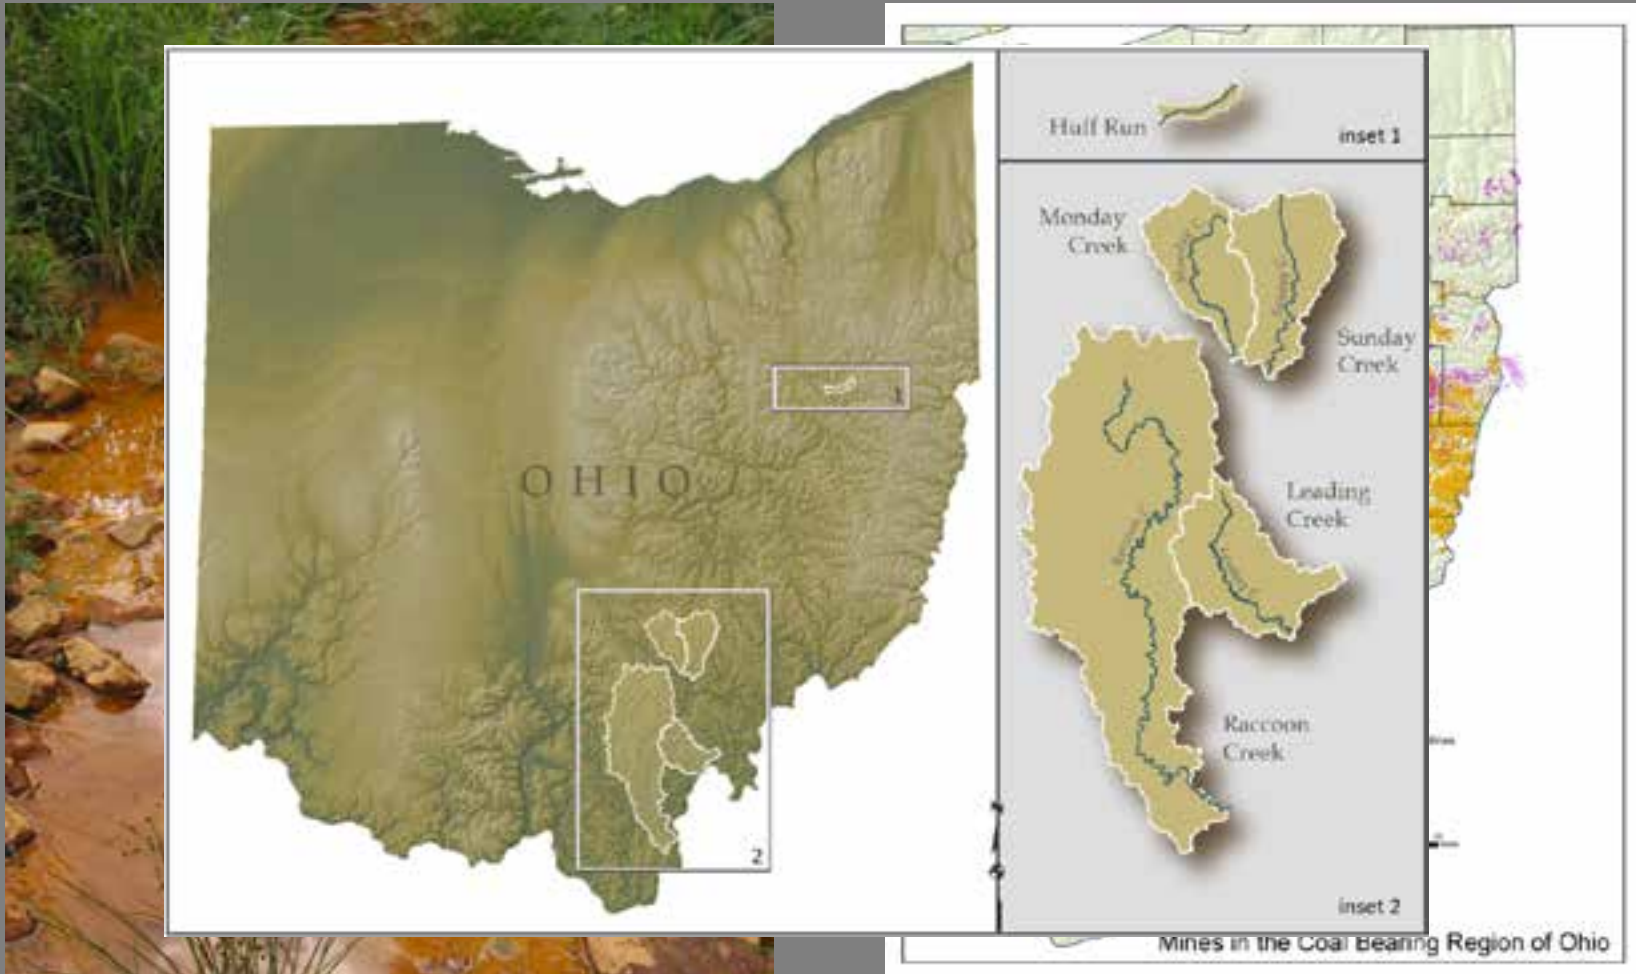 Huff Run
inset 1
Monday
Creek
Sunday
Creek
OHIO
1
Leading
Creek
Raccoon
Creek
2
inset 2
Mines in the Coal Bearing Region of Ohio